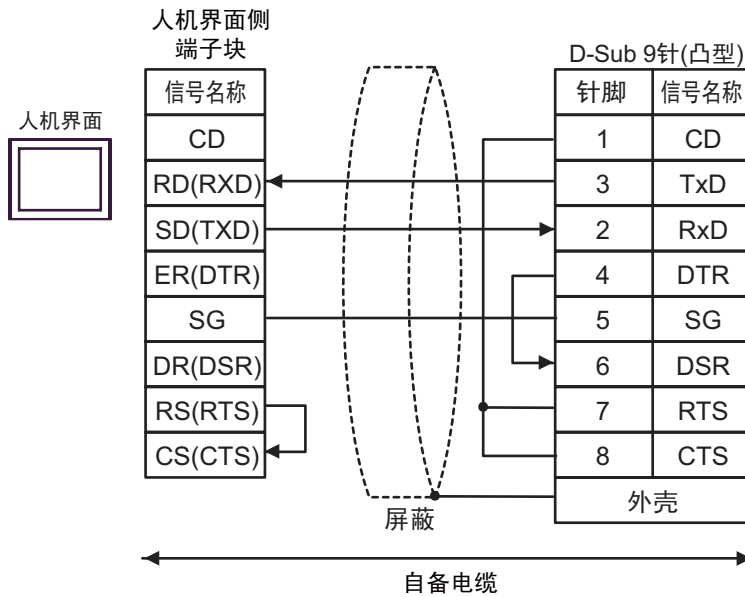 人机界面侧
端子块
D-Sub 9针(凸型)
人机界面
信号名称
CD
RD(RXD)
SD(TXD)
ER(DTR)
SG
DR(DSR)
RS(RTS)
CS(CTS)
针脚 信号名称
1 CD
3 TxD
2 RxD
4 DTR
5 SG
6 DSR
7 RTS
8 CTS
外壳
屏蔽
自备电缆